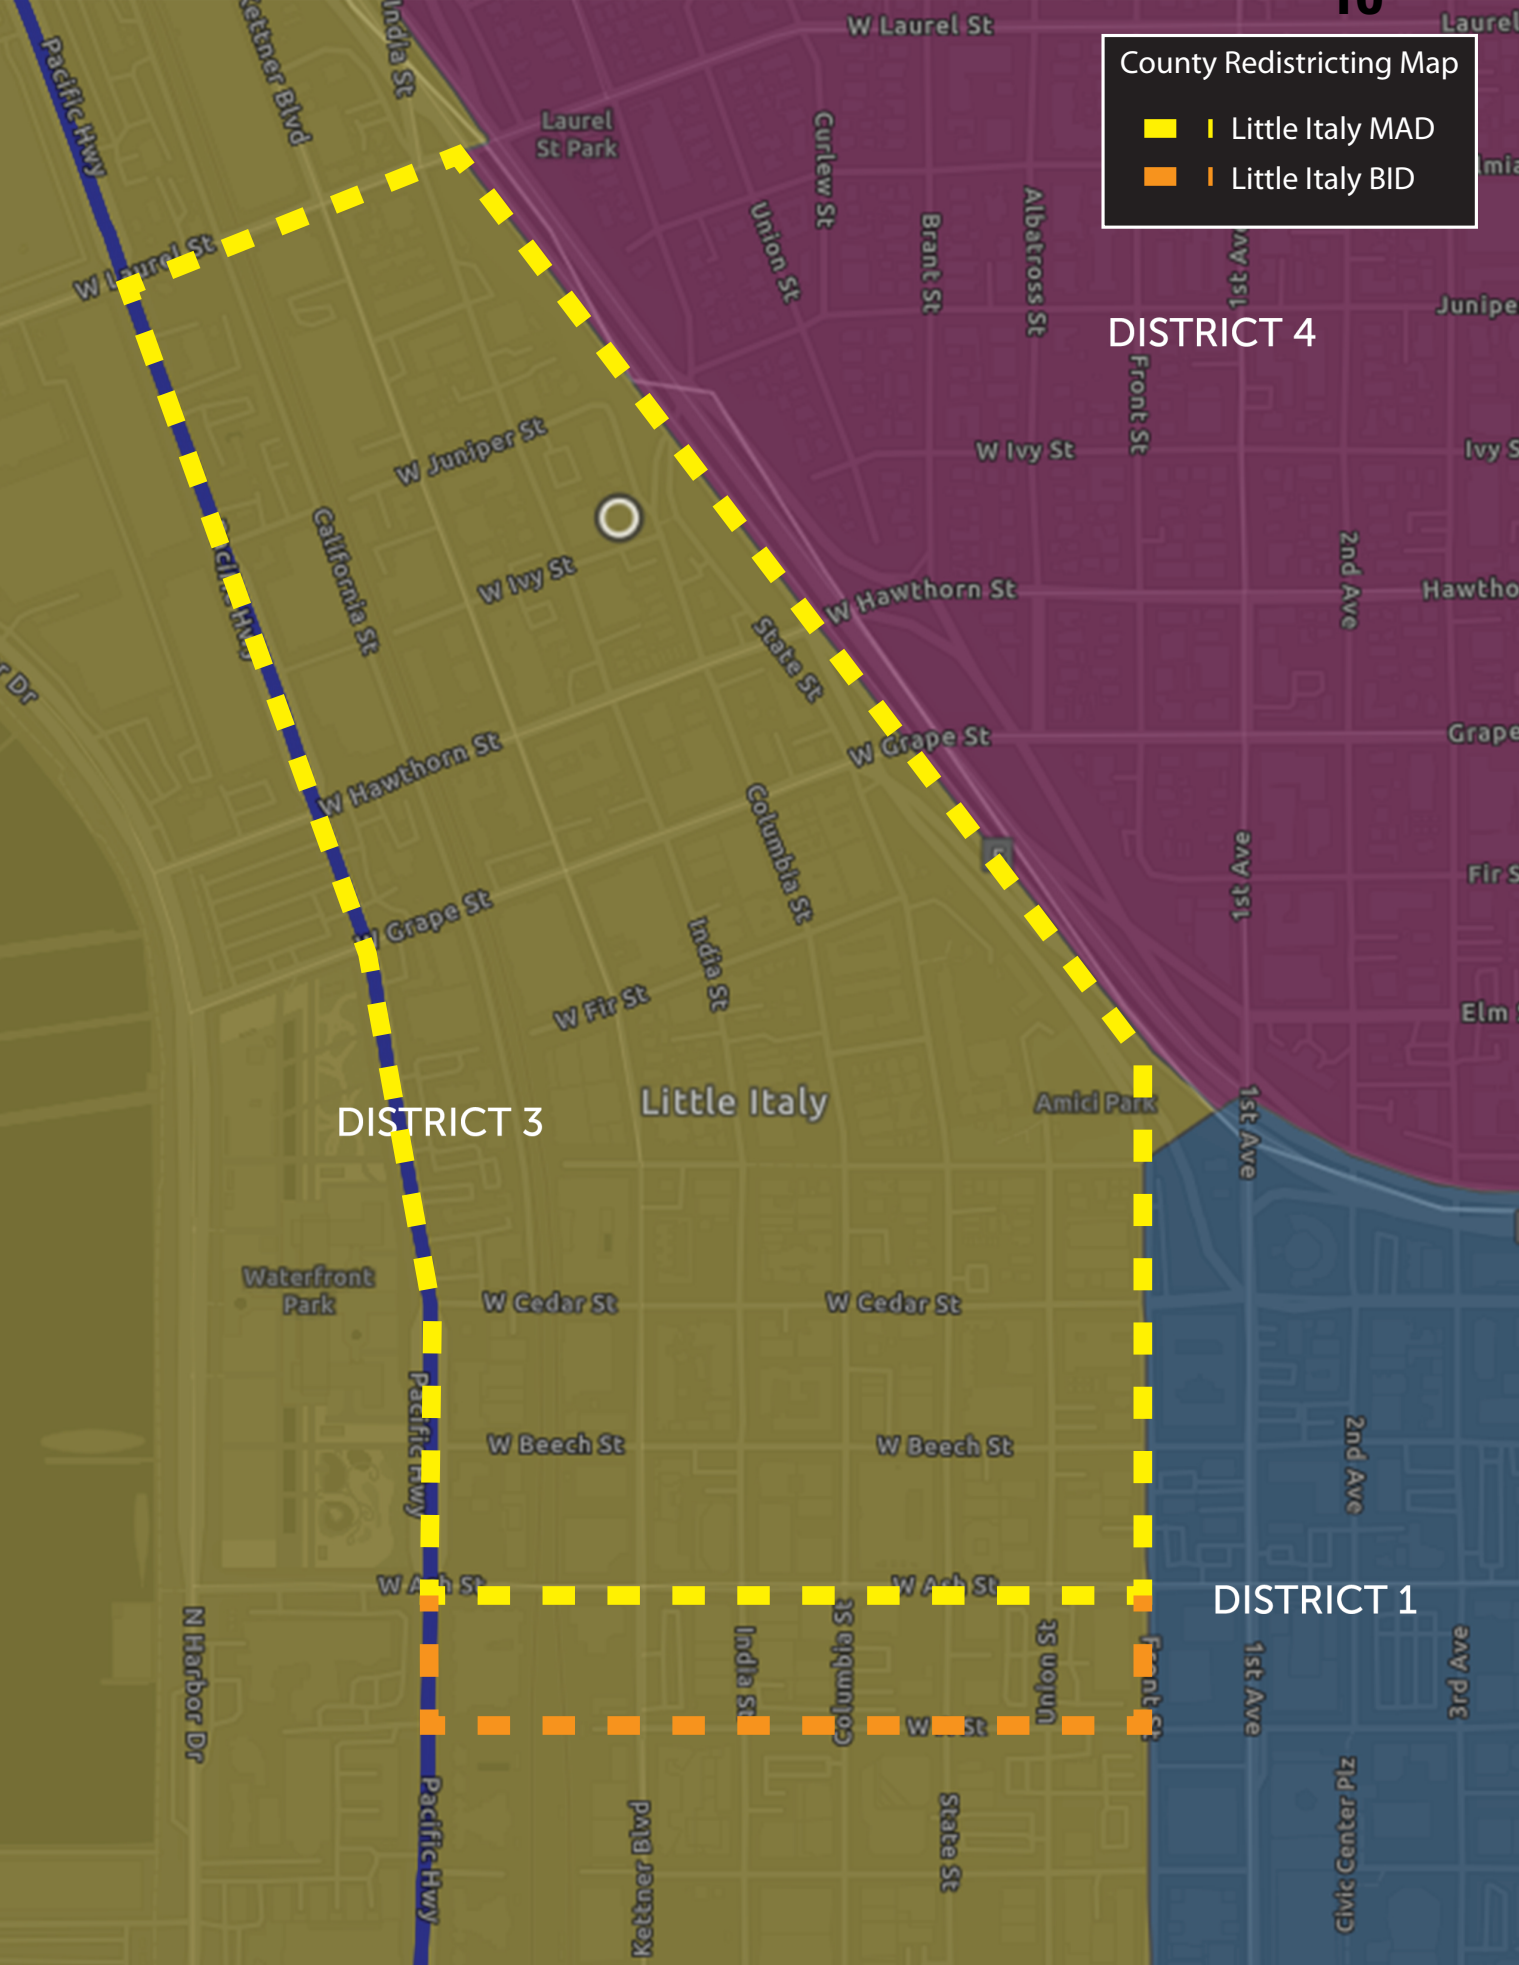 Pacific Hwy
Kettner Blvd
India St
W Laurel St
Laurel
County Redistricting Map
Little Italy MAD
Little Italy BID
Laurel
St Park
Curlew St
Union St
Brant St
Albatross St
1st Ave
W Laurel St
DISTRICT 4
Front St
W Juniper St
W Ivy St
California St
W Ivy St
2nd Ave
W Hawthorn St
State St
W Grape St
W Hawthorn St
Columbia St
Grape
Fir S
1st Ave
W Grape St
India St
W Fir St
Elm
Little Italy
Amici Park
DISTRICT 3
1st Ave
Waterfront
Park
W Cedar St
W Cedar St
Pacific Hwy
W Beech St
W Beech St
2nd Ave
W Ash St
W Ash St
DISTRICT 1
N Harbor Dr
India St
Columbia St
Union St
Front St
1st Ave
3rd Ave
Pacific Hwy
Kettner Blvd
State St
Civic Center Plz